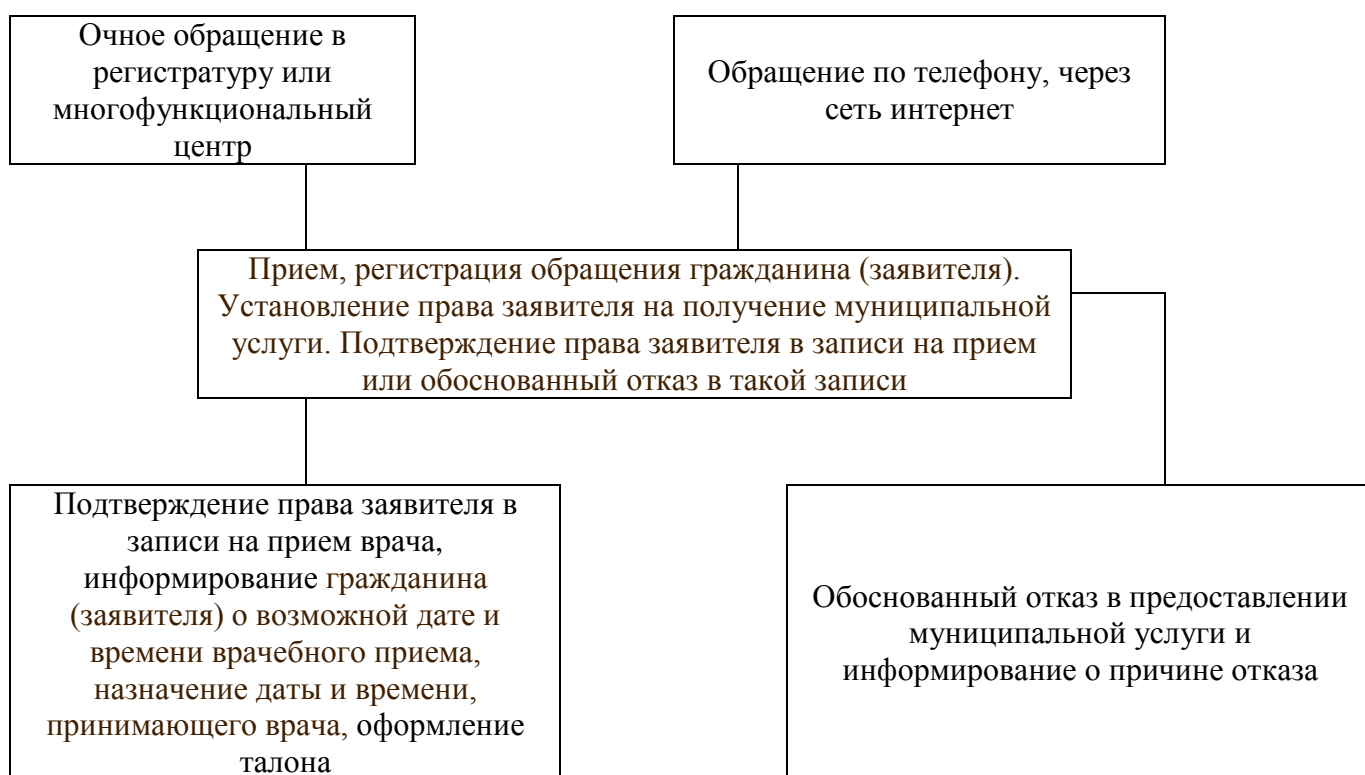 Очное обращение в
регистратуру или
многофункциональный
центр
Обращение по телефону, через
сеть интернет
Прием, регистрация обращения гражданина (заявителя).
Установление права заявителя на получение муниципальной
услуги. Подтверждение права заявителя в записи на прием
или обоснованный отказ в такой записи
Подтверждение права заявителя в
записи на прием врача,
информирование гражданина
(заявителя) о возможной дате и
времени врачебного приема,
назначение даты и времени,
принимающего врача, оформление
талона
Обоснованный отказ в предоставлении
муниципальной услуги и
информирование о причине отказа